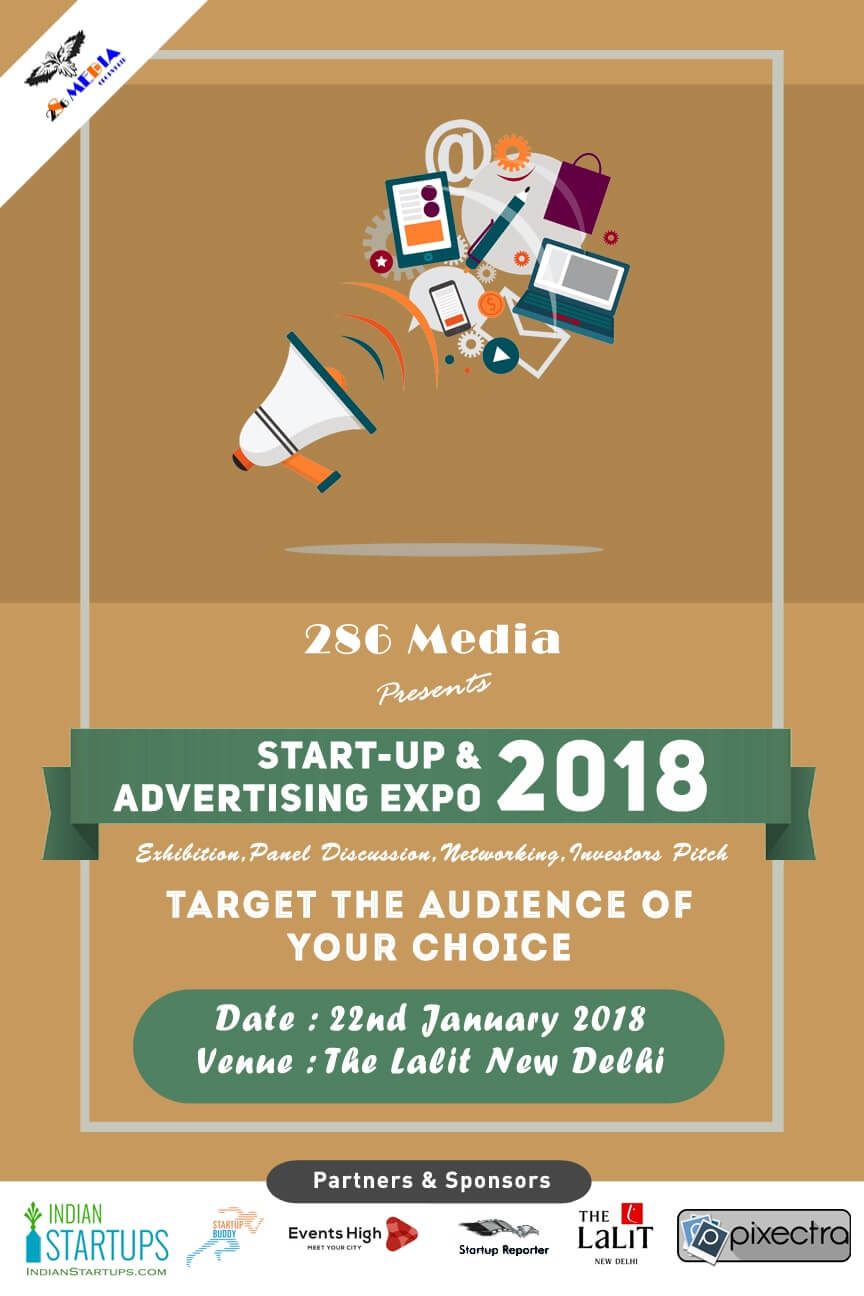 286 MEDIA
@
286 Media
Presents
START-UP &
ADVERTISING EXPO 2018
Exhibition,Panel Discussion,Networking,Investors Pitch
TARGET THE AUDIENCE OF
YOUR CHOICE
Date : 22nd January 2018
Venue : The Lalit New Delhi
Partners & Sponsors
INDIAN
STARTUPS
INDIANSTARTUPS.COM
STARTUP
BUDDY
Events High
MEET YOUR CITY
Startup Reporter
THE
LaLiT
NEW DELHI
p
pixectra